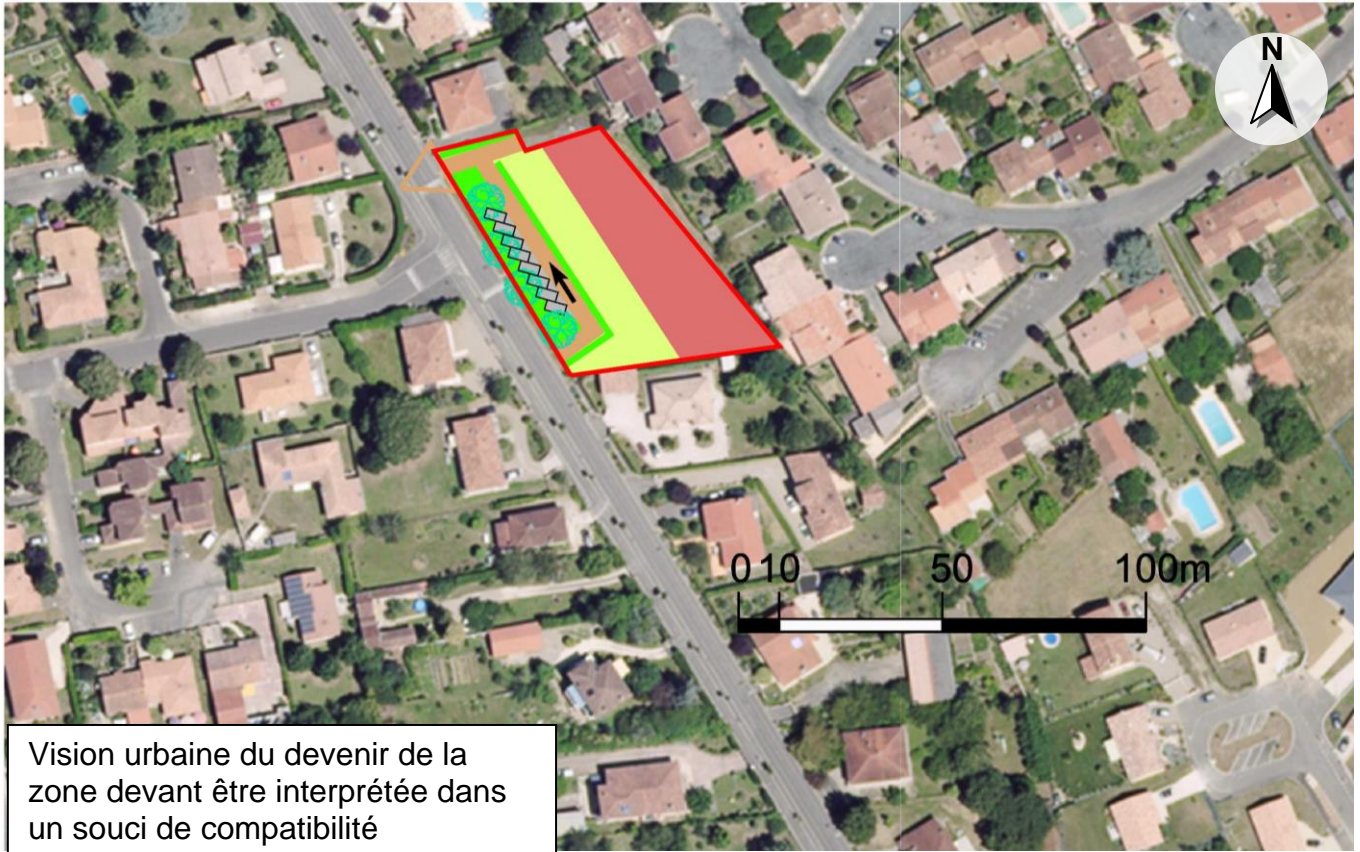 N
0 10 50 100m
Vision urbaine du devenir de la
zone devant être interprétée dans
un souci de compatibilité